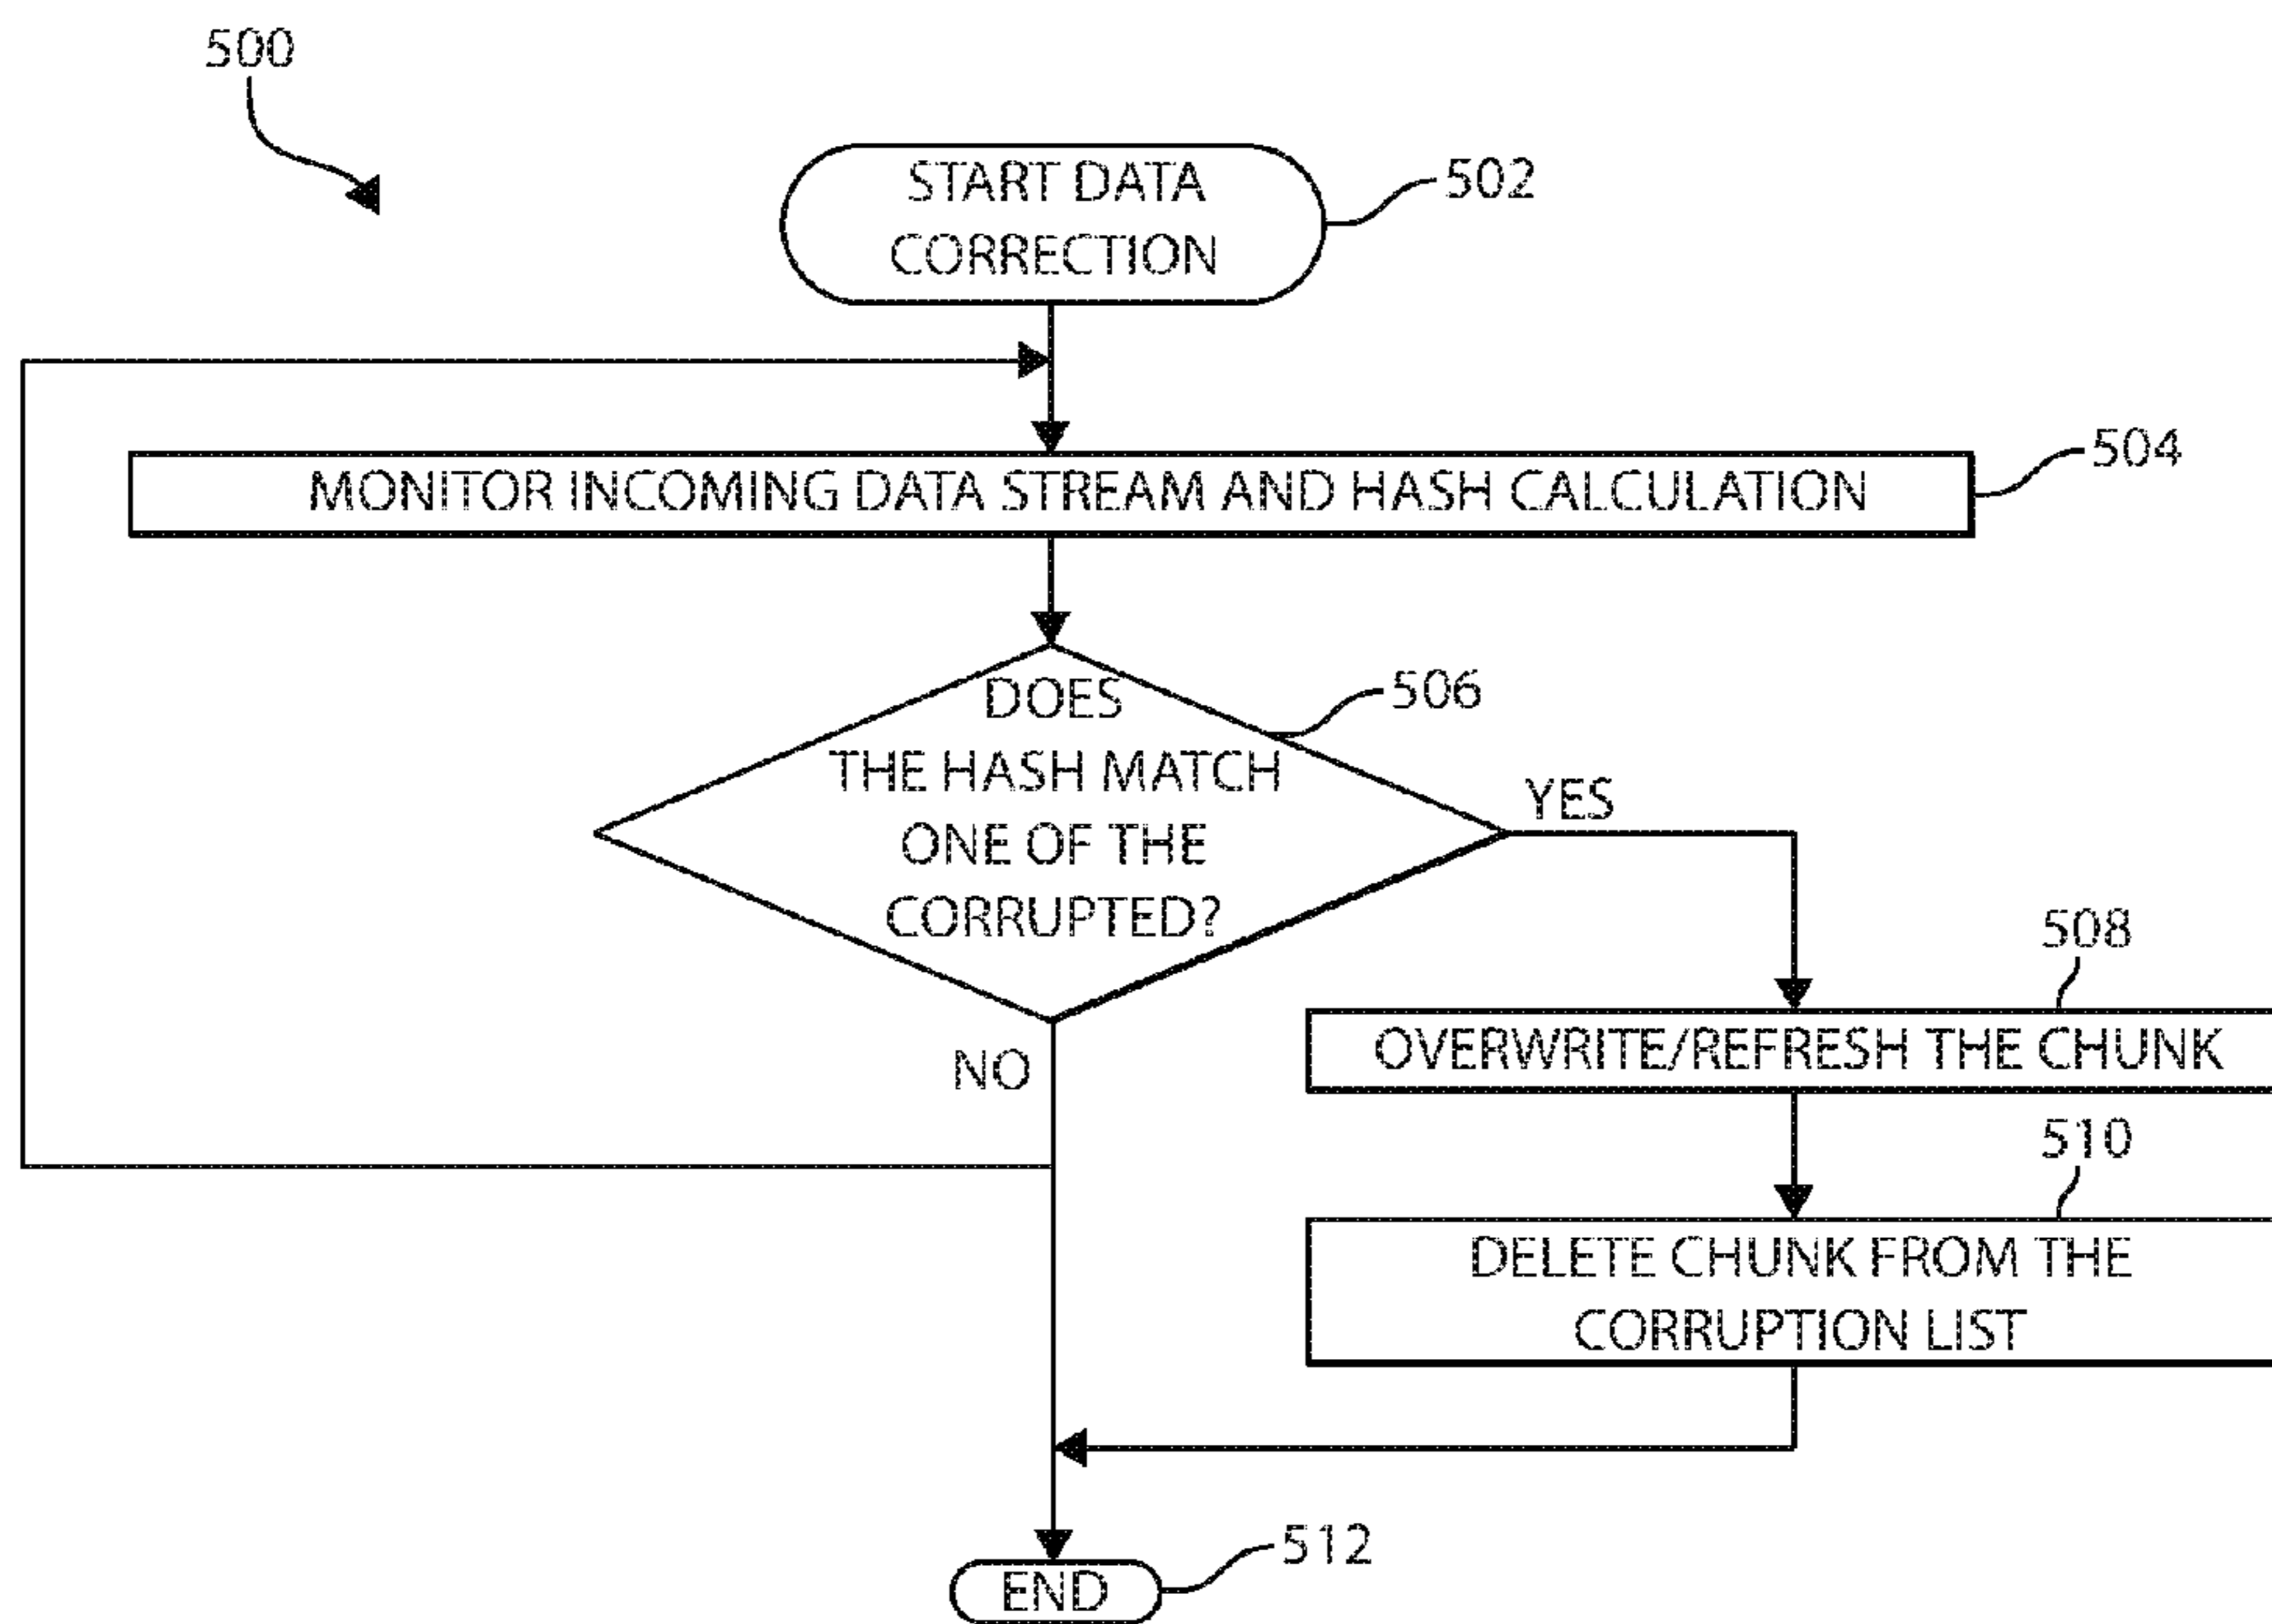 500
START DATA
CORRECTION
502
MONITOR INCOMING DATA STREAM AND HASH CALCULATION
504
DOES
THE HASH MATCH
ONE OF THE
CORRUPTED?
506
YES
NO
508
OVERWRITE/REFRESH THE CHUNK
510
DELETE CHUNK FROM THE
CORRUPTION LIST
END
512